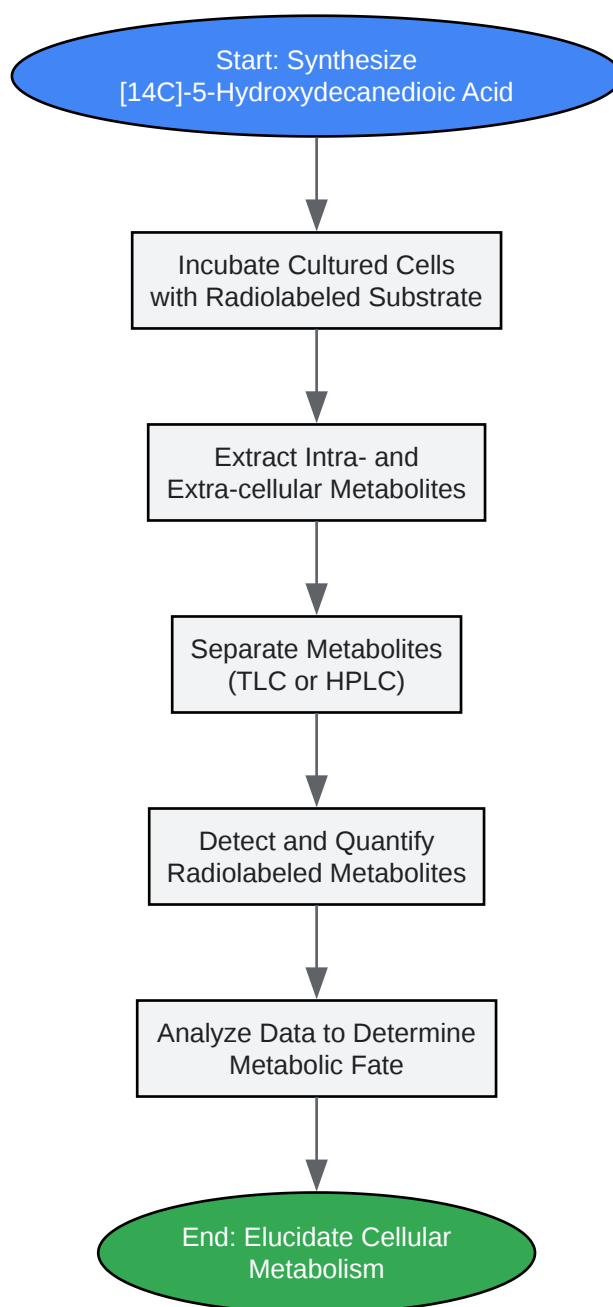 Start: Synthesize
[14C]-5-Hydroxydecanedioic Acid
Incubate Cultured Cells
with Radiolabeled Substrate
Extract Intra- and
Extra-cellular Metabolites
Separate Metabolites
(TLC or HPLC)
Detect and Quantify
Radiolabeled Metabolites
Analyze Data to Determine
Metabolic Fate
End: Elucidate Cellular
Metabolism